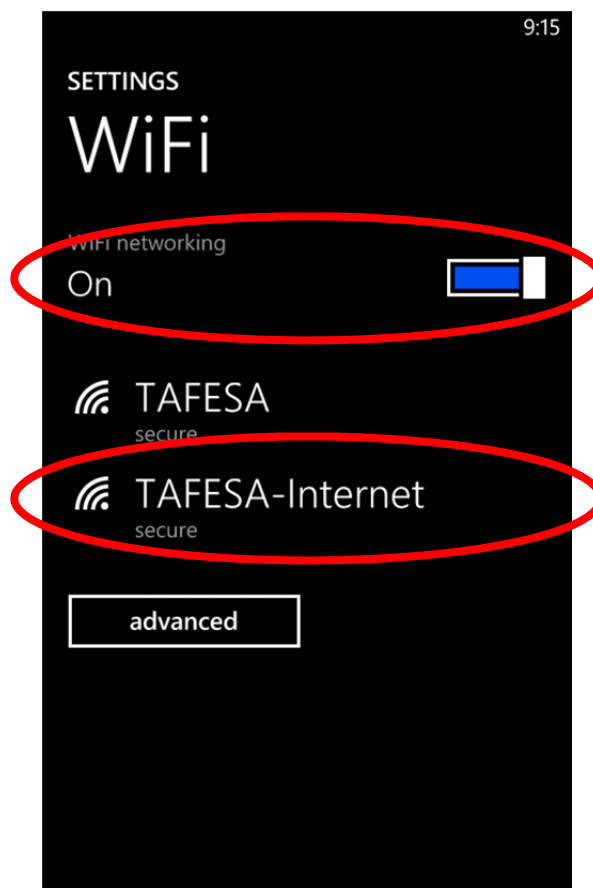 9:15
SETTINGS
WiFi
WiFi networking
On
TAFESA
secure
TAFESA-Internet
secure
advanced